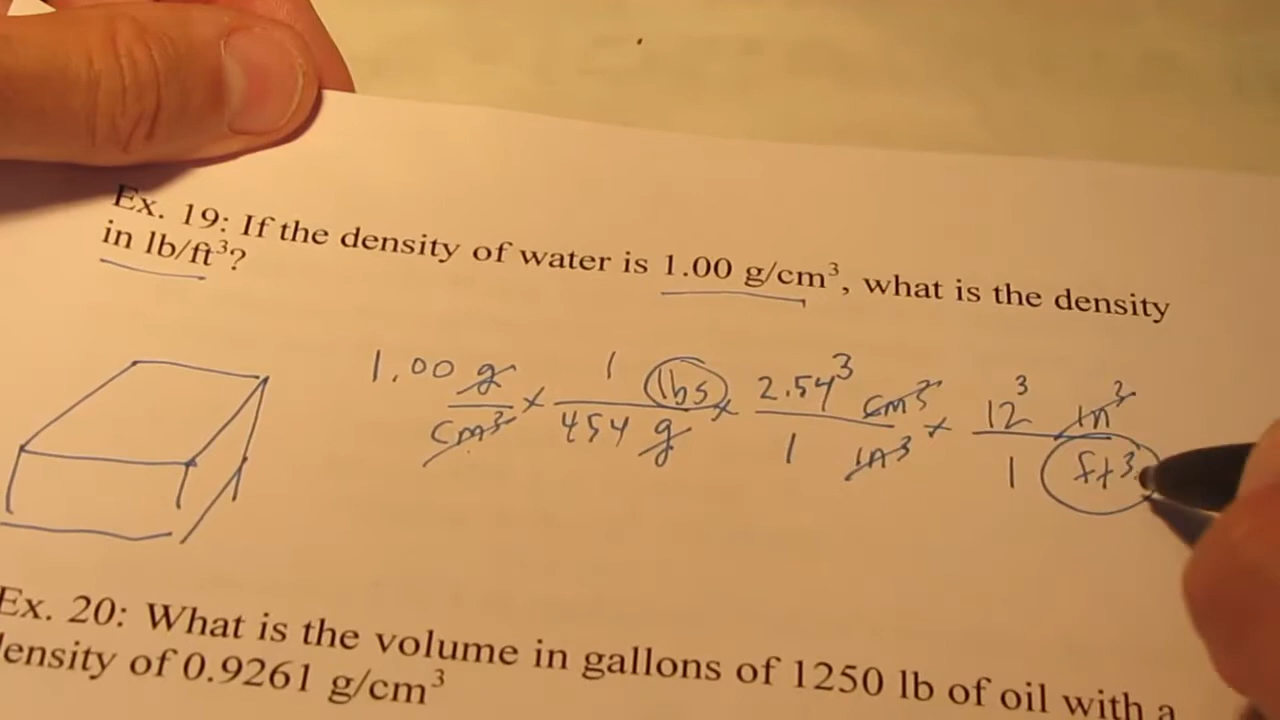 Ex. 19: If the density of water is 1.00 g/cm³, what is the density
in lb/ft³?
1.00 g/cm³ × 1 lbs/454 g × 2.54³ cm³/1 in³ × 12³ in³/1 ft³
Ex. 20: What is the volume in gallons of 1250 lb of oil with a
density of 0.9261 g/cm³